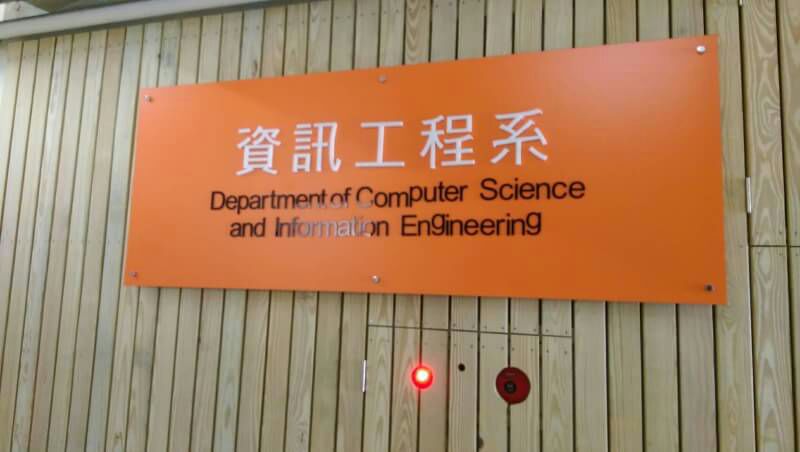 資訊工程系
Department of Computer Science
and Information Engineering